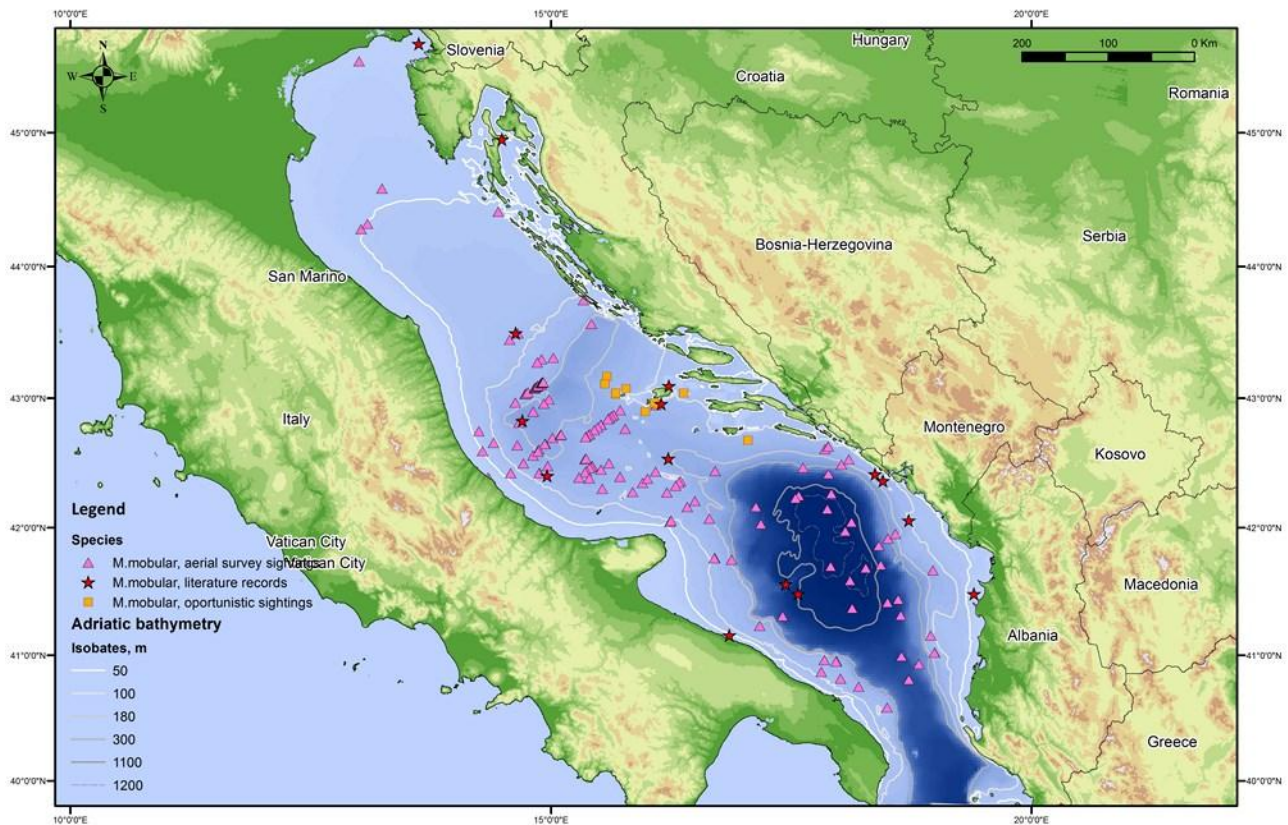 10°0'0"E 15°0'0"E 20°0'0"E
N
W E
S
Slovenia
Hungary
200 100 0 Km
Croatia
Romania
45°0'0"N 45°0'0"N
Bosnia-Herzegovina
Serbia
44°0'0"N 44°0'0"N
San Marino
43°0'0"N 43°0'0"N
Italy
Montenegro
Kosovo
Legend
42°0'0"N 42°0'0"N
Species
Vatican City
Vatican City
M.mobular, aerial survey sightings
M.mobular, literature records
Macedonia
M.mobular, oportunistic sightings
Adriatic bathymetry
Albania
Isobates, m
41°0'0"N 41°0'0"N
50
100
180
300
Greece
1100
40°0'0"N 40°0'0"N
1200
10°0'0"E 15°0'0"E 20°0'0"E